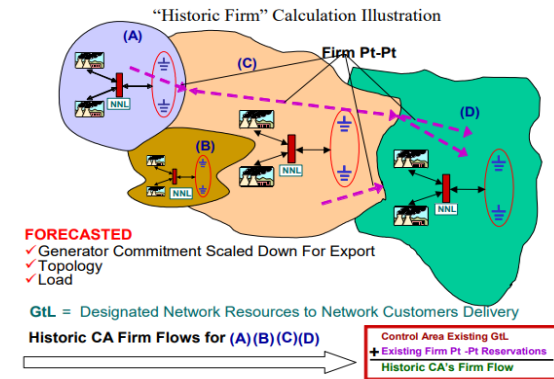 “Historic Firm” Calculation Illustration
(A)
(C)
Firm Pt-Pt
(D)
NNL
(B)
NNL
NNL
NNL
FORECASTED
✓Generator Commitment Scaled Down For Export
✓Topology
✓Load
GtL = Designated Network Resources to Network Customers Delivery
Historic CA Firm Flows for (A)(B)(C)(D)
Control Area Existing GtL
+ Existing Firm Pt -Pt Reservations
Historic CA's Firm Flow